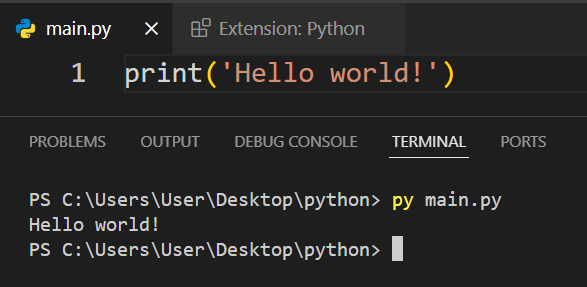 main.py Extension: Python
1 print('Hello world!')
PROBLEMS OUTPUT DEBUG CONSOLE TERMINAL PORTS
PS C:\Users\User\Desktop\python> py main.py
Hello world!
PS C:\Users\User\Desktop\python>